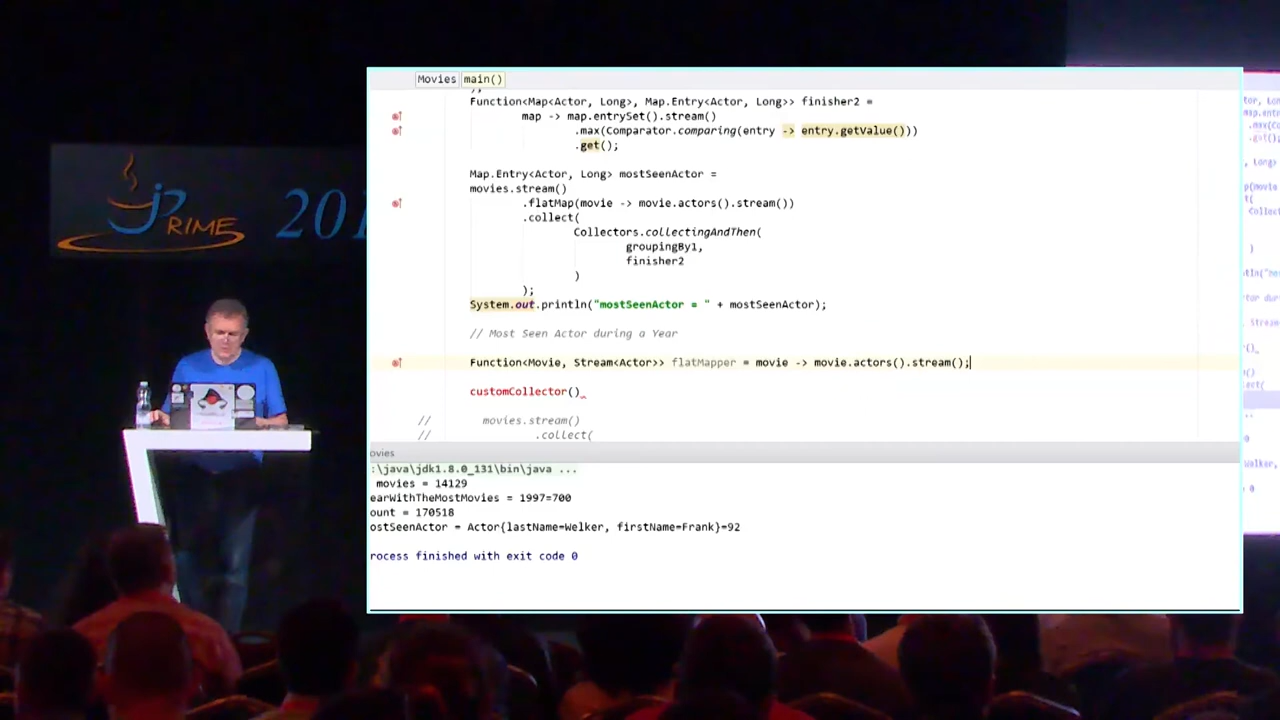 JPRIME 201
Movies main()
Function<Map<Actor, Long>, Map.Entry<Actor, Long>> finisher2 =
map -> map.entrySet().stream()
.max(Comparator.comparing(entry -> entry.getValue()))
.get();
Map.Entry<Actor, Long> mostSeenActor =
movies.stream()
.flatMap(movie -> movie.actors().stream())
.collect(
Collectors.collectingAndThen(
groupingBy1,
finisher2
)
);
System.out.println("mostSeenActor = " + mostSeenActor);
// Most Seen Actor during a Year
Function<Movie, Stream<Actor>> flatMapper = movie -> movie.actors().stream();
customCollector()
// movies.stream()
// .collect(
ovies
:\java\jdk1.8.0_131\bin\java ...
movies = 14129
earWithTheMostMovies = 1997=700
ount = 170518
ostSeenActor = Actor{lastName=Welker, firstName=Frank}=92
rocess finished with exit code 0